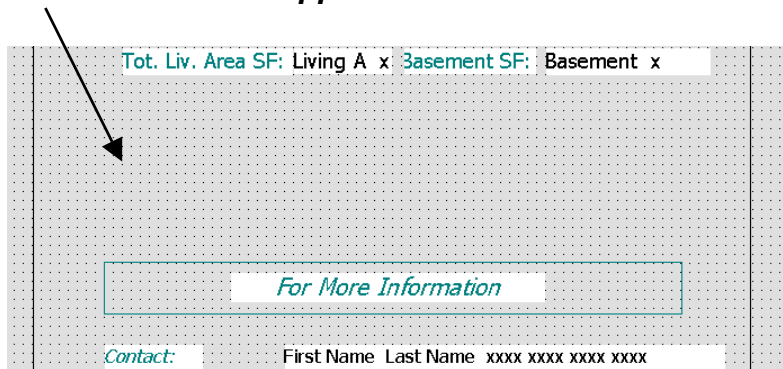 Tot. Liv. Area SF: Living A x Basement SF: Basement x
For More Information
Contact: First Name Last Name xxxx xxxx xxxx xxxx